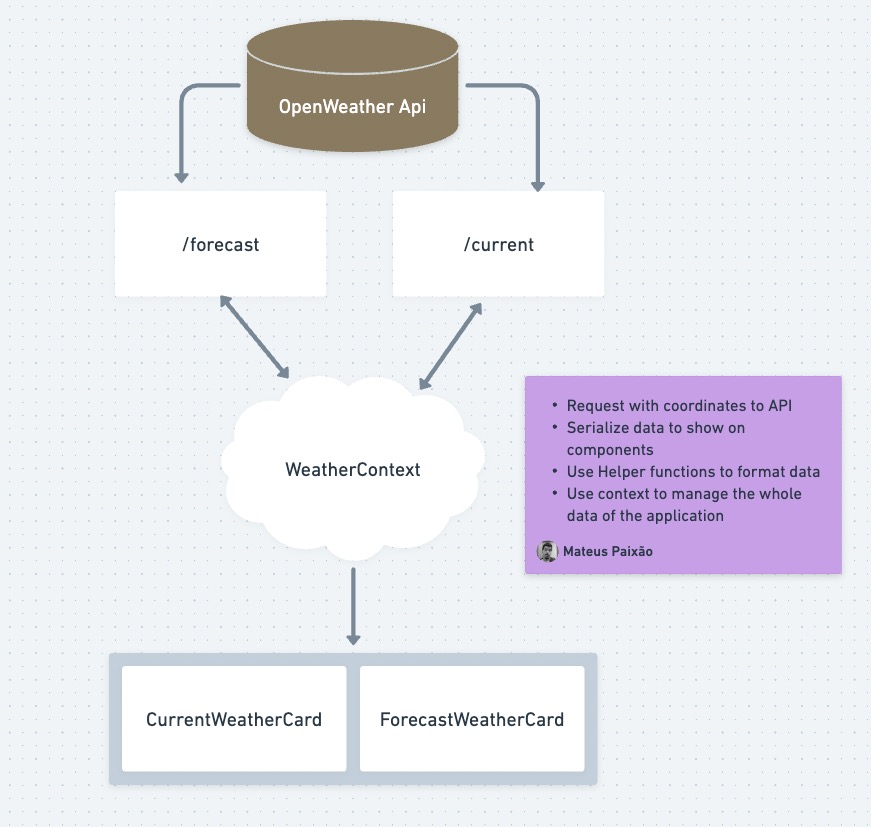 OpenWeather Api
/forecast
/current
WeatherContext
• Request with coordinates to API
• Serialize data to show on
components
• Use Helper functions to format data
• Use context to manage the whole
data of the application
Mateus Paixão
CurrentWeatherCard
ForecastWeatherCard